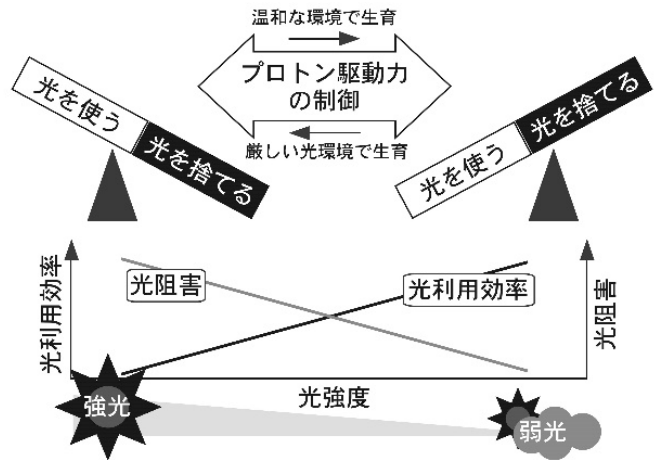 温和な環境で生育
プロトン駆動力
の制御
厳しい光環境で生育
光を使う
光を捨てる
光を使う
光を捨てる
光利用効率
光阻害
光利用効率
光阻害
強光
光強度
弱光